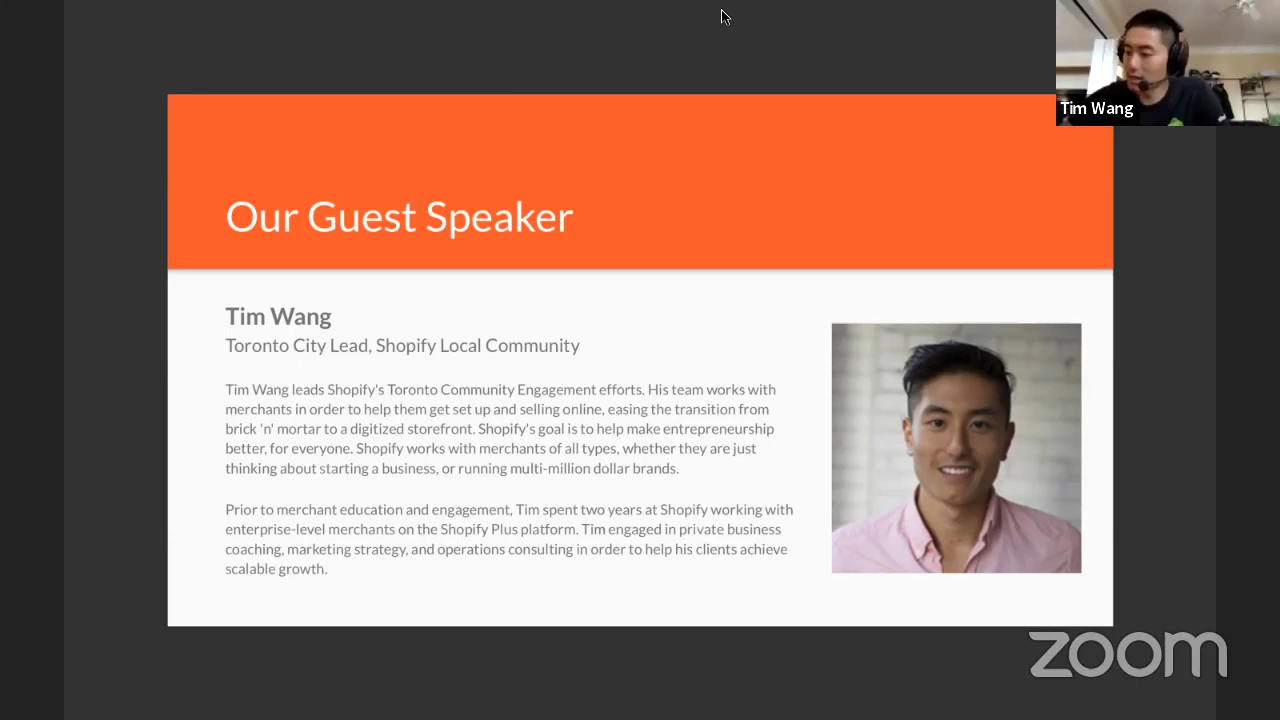 Tim Wang
Our Guest Speaker
Tim Wang
Toronto City Lead, Shopify Local Community
Tim Wang leads Shopify's Toronto Community Engagement efforts. His team works with
merchants in order to help them get set up and selling online, easing the transition from
brick 'n' mortar to a digitized storefront. Shopify's goal is to help make entrepreneurship
better, for everyone. Shopify works with merchants of all types, whether they are just
thinking about starting a business, or running multi-million dollar brands.
Prior to merchant education and engagement, Tim spent two years at Shopify working with
enterprise-level merchants on the Shopify Plus platform. Tim engaged in private business
coaching, marketing strategy, and operations consulting in order to help his clients achieve
scalable growth.
zoom